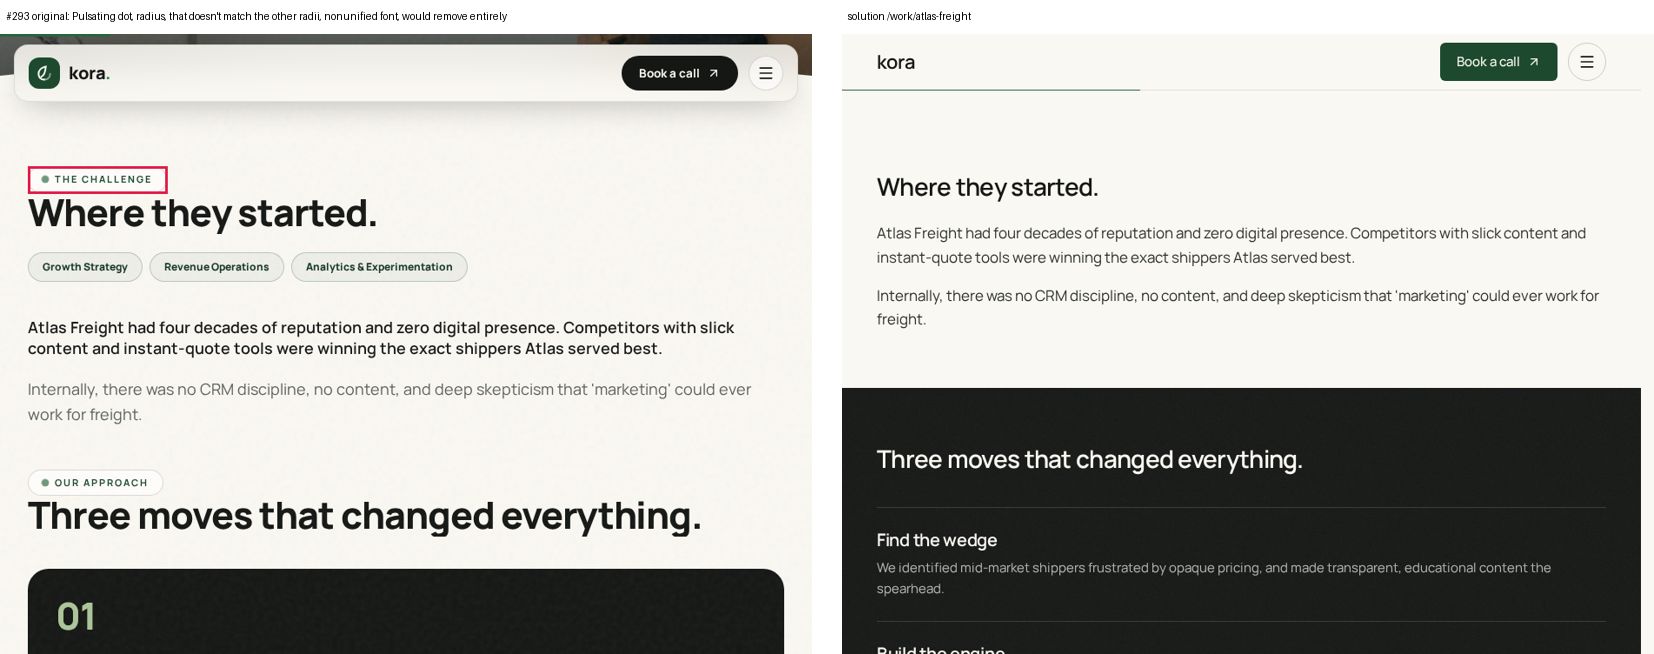 #293 original: Pulsating dot, radius, that doesn't match the other radii, nonunified font, would remove entirely
kora.
Book a call
THE CHALLENGE
Where they started.
Growth Strategy
Revenue Operations
Analytics & Experimentation
Atlas Freight had four decades of reputation and zero digital presence. Competitors with slick
content and instant-quote tools were winning the exact shippers Atlas served best.
Internally, there was no CRM discipline, no content, and deep skepticism that 'marketing' could ever
work for freight.
OUR APPROACH
Three moves that changed everything.
01
solution /work/atlas-freight
kora
Book a call
Where they started.
Atlas Freight had four decades of reputation and zero digital presence. Competitors with slick content and
instant-quote tools were winning the exact shippers Atlas served best.
Internally, there was no CRM discipline, no content, and deep skepticism that 'marketing' could ever work for
freight.
Three moves that changed everything.
Find the wedge
We identified mid-market shippers frustrated by opaque pricing, and made transparent, educational content the
spearhead.
Build the engine